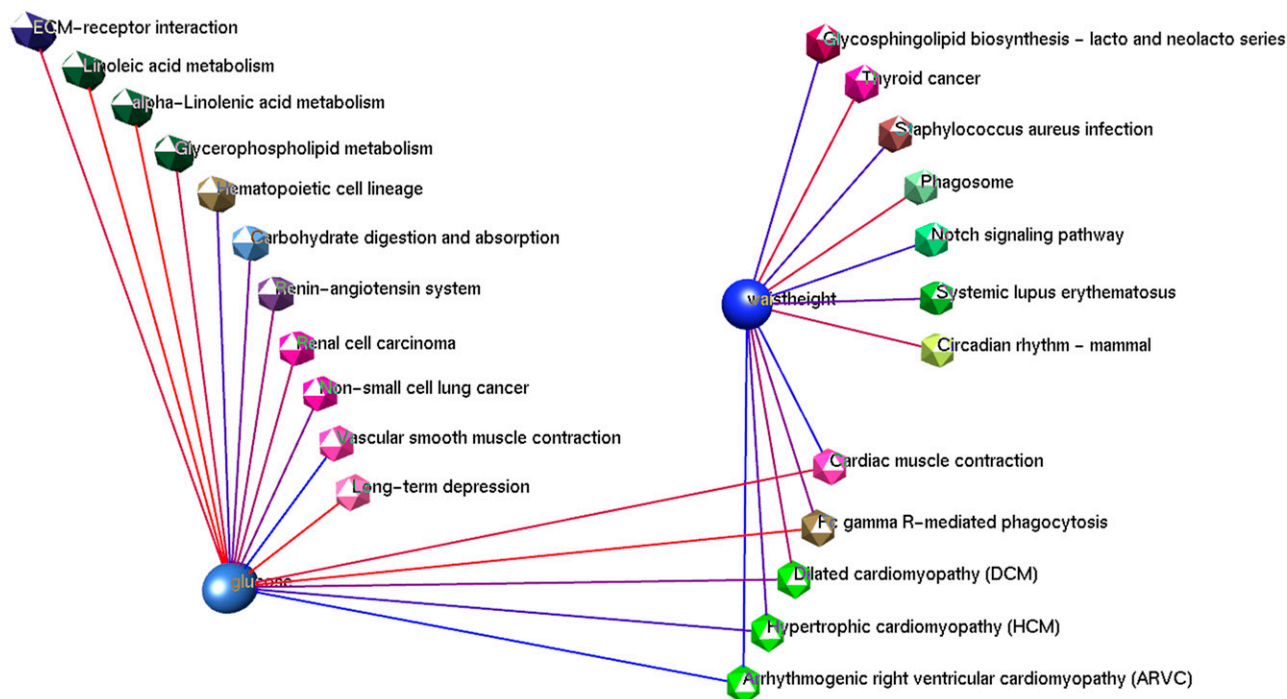 ECM-receptor interaction
Linoleic acid metabolism
alpha-Linolenic acid metabolism
Glycerophospholipid metabolism
Hematopoietic cell lineage
Carbohydrate digestion and absorption
Renin-angiotensin system
Renal cell carcinoma
Non-small cell lung cancer
Vascular smooth muscle contraction
Long-term depression
glucose
Glycosphingolipid biosynthesis - lacto and neolacto series
Thyroid cancer
Staphylococcus aureus infection
Phagosome
Notch signaling pathway
waistheight
Systemic lupus erythematosus
Circadian rhythm - mammal
Cardiac muscle contraction
Fc gamma R-mediated phagocytosis
Dilated cardiomyopathy (DCM)
Hypertrophic cardiomyopathy (HCM)
Arrhythmogenic right ventricular cardiomyopathy (ARVC)